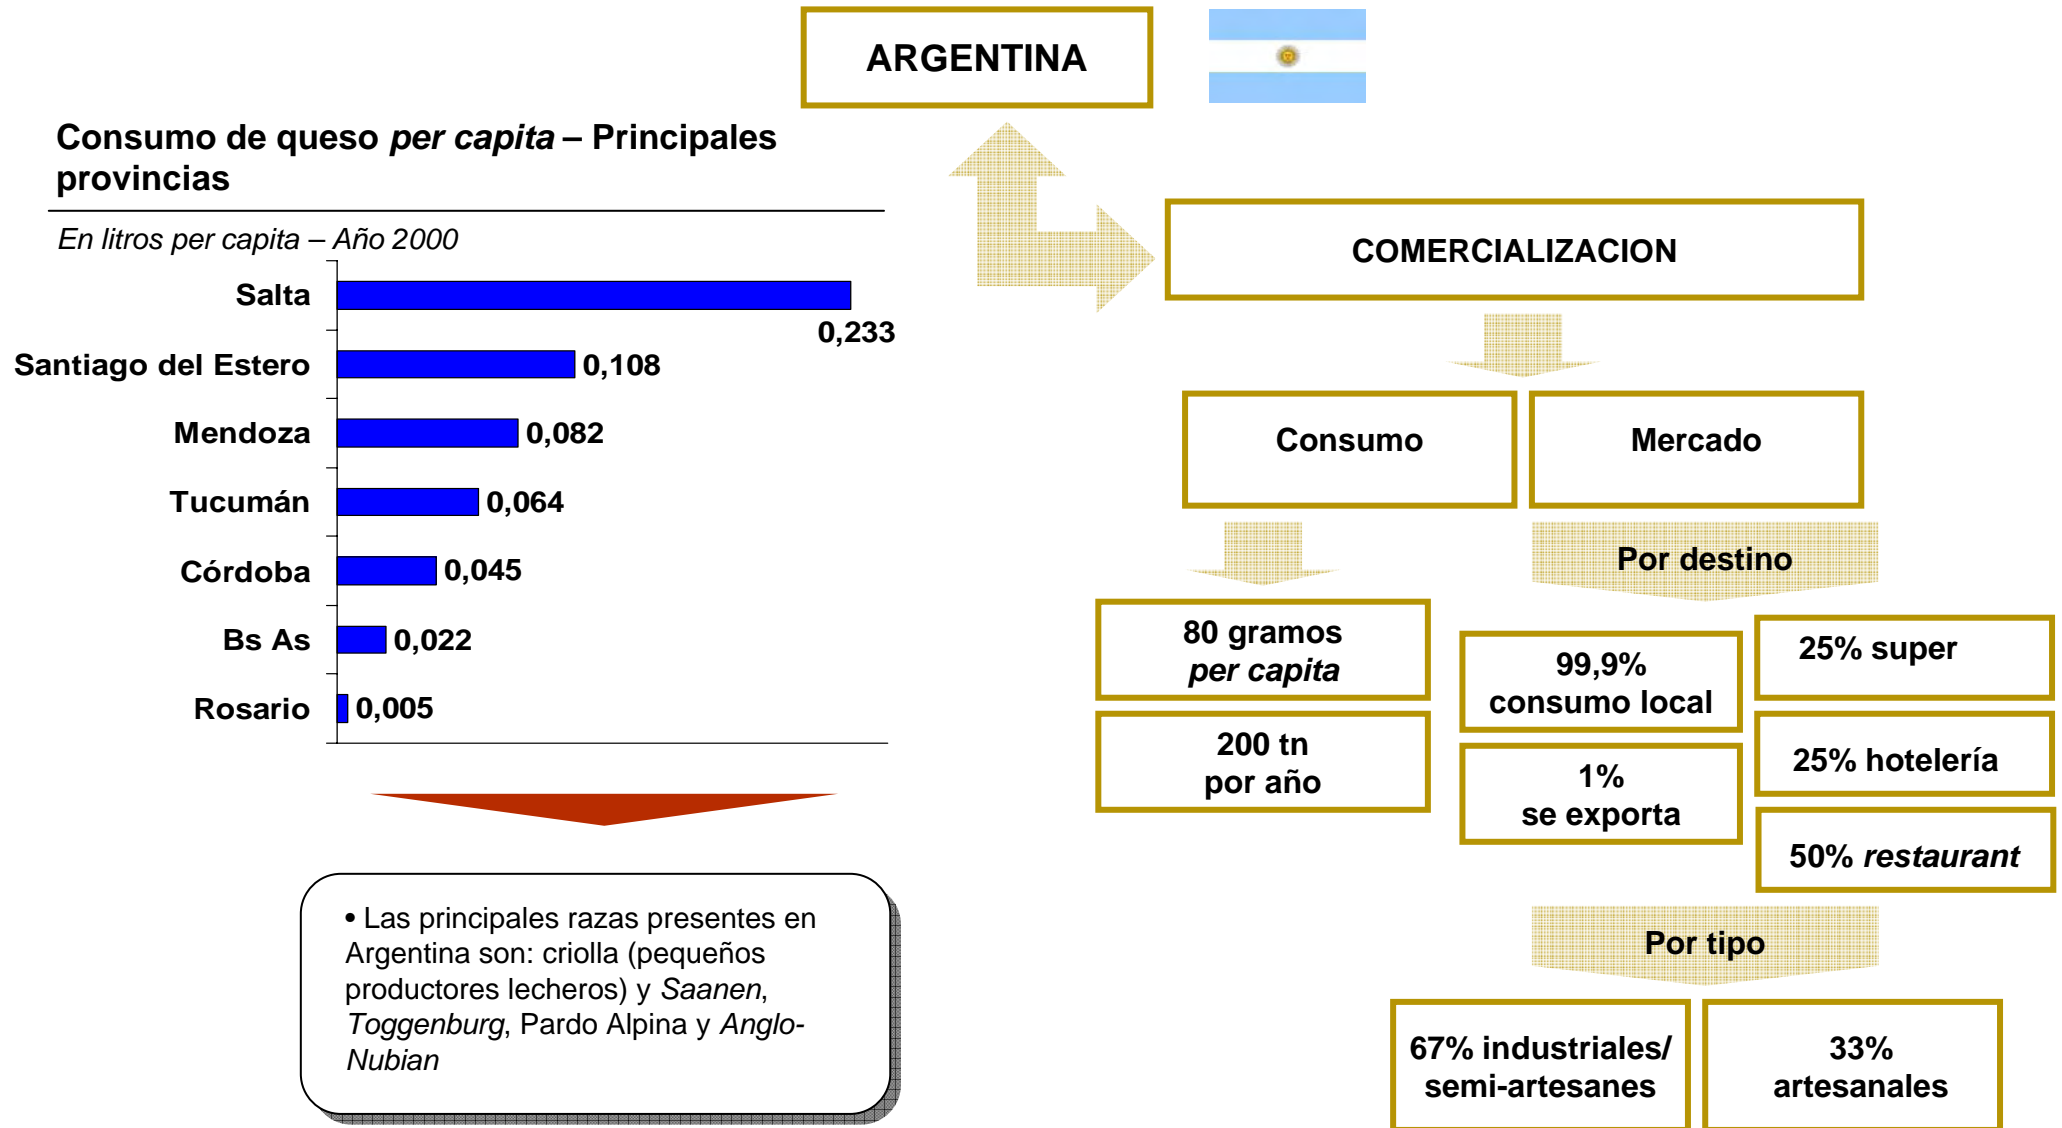 ARGENTINA
Consumo de queso per capita – Principales
provincias
En litros per capita – Año 2000
Salta
0,233
Santiago del Estero
0,108
Mendoza
0,082
Tucumán
0,064
Córdoba
0,045
Bs As
0,022
Rosario
0,005
• Las principales razas presentes en
Argentina son: criolla (pequeños
productores lecheros) y Saanen,
Toggenburg, Pardo Alpina y Anglo-
Nubian
COMERCIALIZACION
Consumo
Mercado
80 gramos
per capita
200 tn
por año
Por destino
99,9%
consumo local
1%
se exporta
25% super
25% hotelería
50% restaurant
Por tipo
67% industriales/
semi-artesanes
33%
artesanales